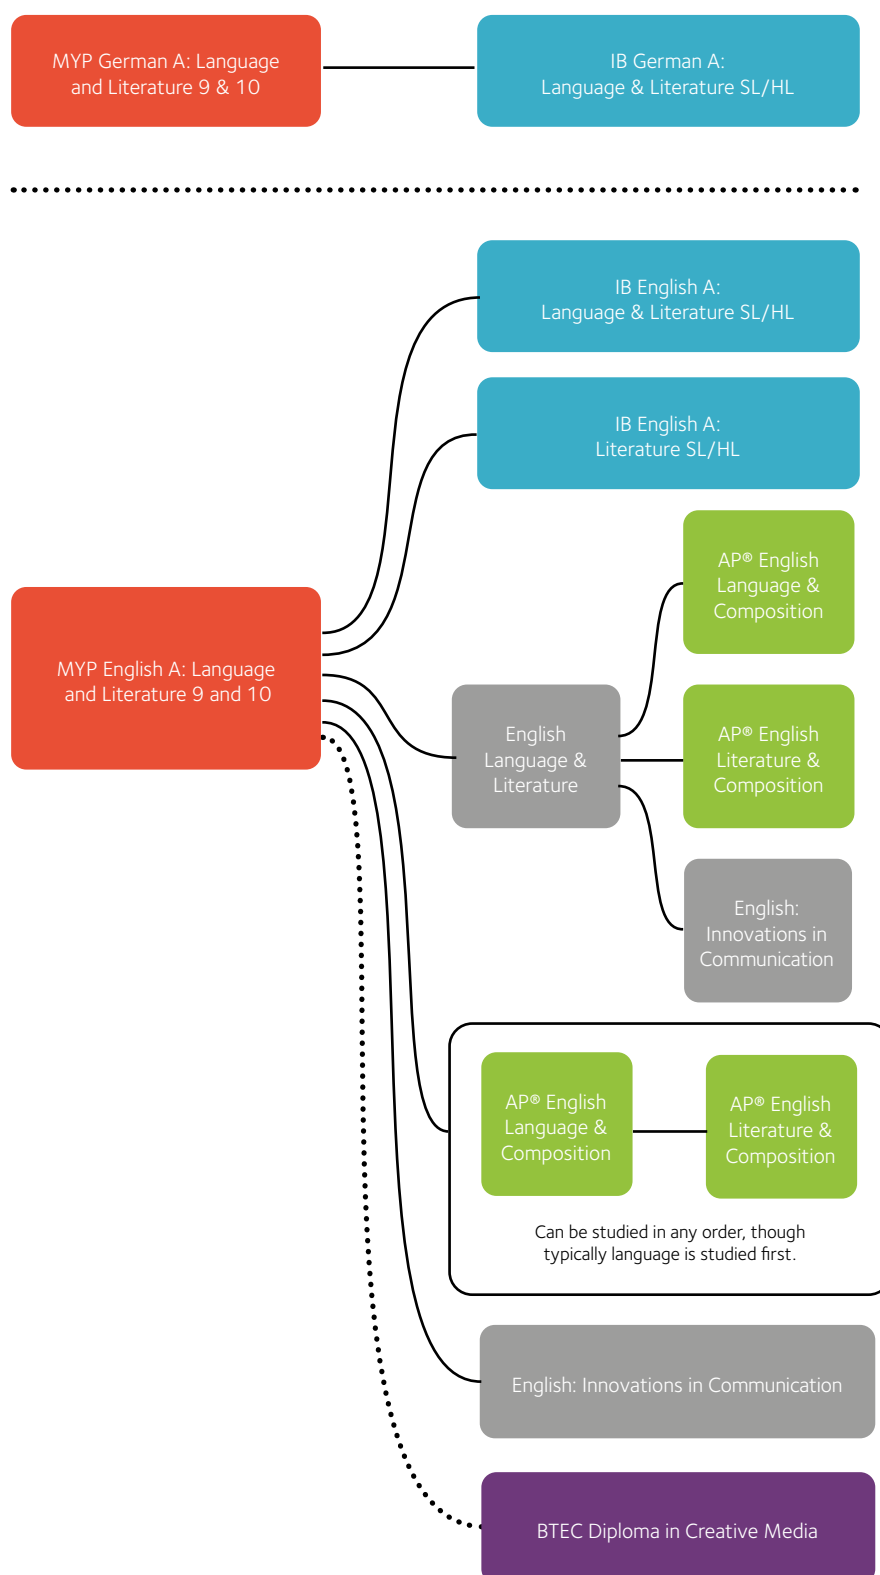 MYP German A: Language
and Literature 9 & 10
IB German A:
Language & Literature SL/HL
IB English A:
Language & Literature SL/HL
IB English A:
Literature SL/HL
AP® English
Language &
Composition
MYP English A: Language
and Literature 9 and 10
English
Language &
Literature
AP® English
Literature &
Composition
English:
Innovations in
Communication
AP® English
Language &
Composition
AP® English
Literature &
Composition
Can be studied in any order, though
typically language is studied first.
English: Innovations in Communication
BTEC Diploma in Creative Media